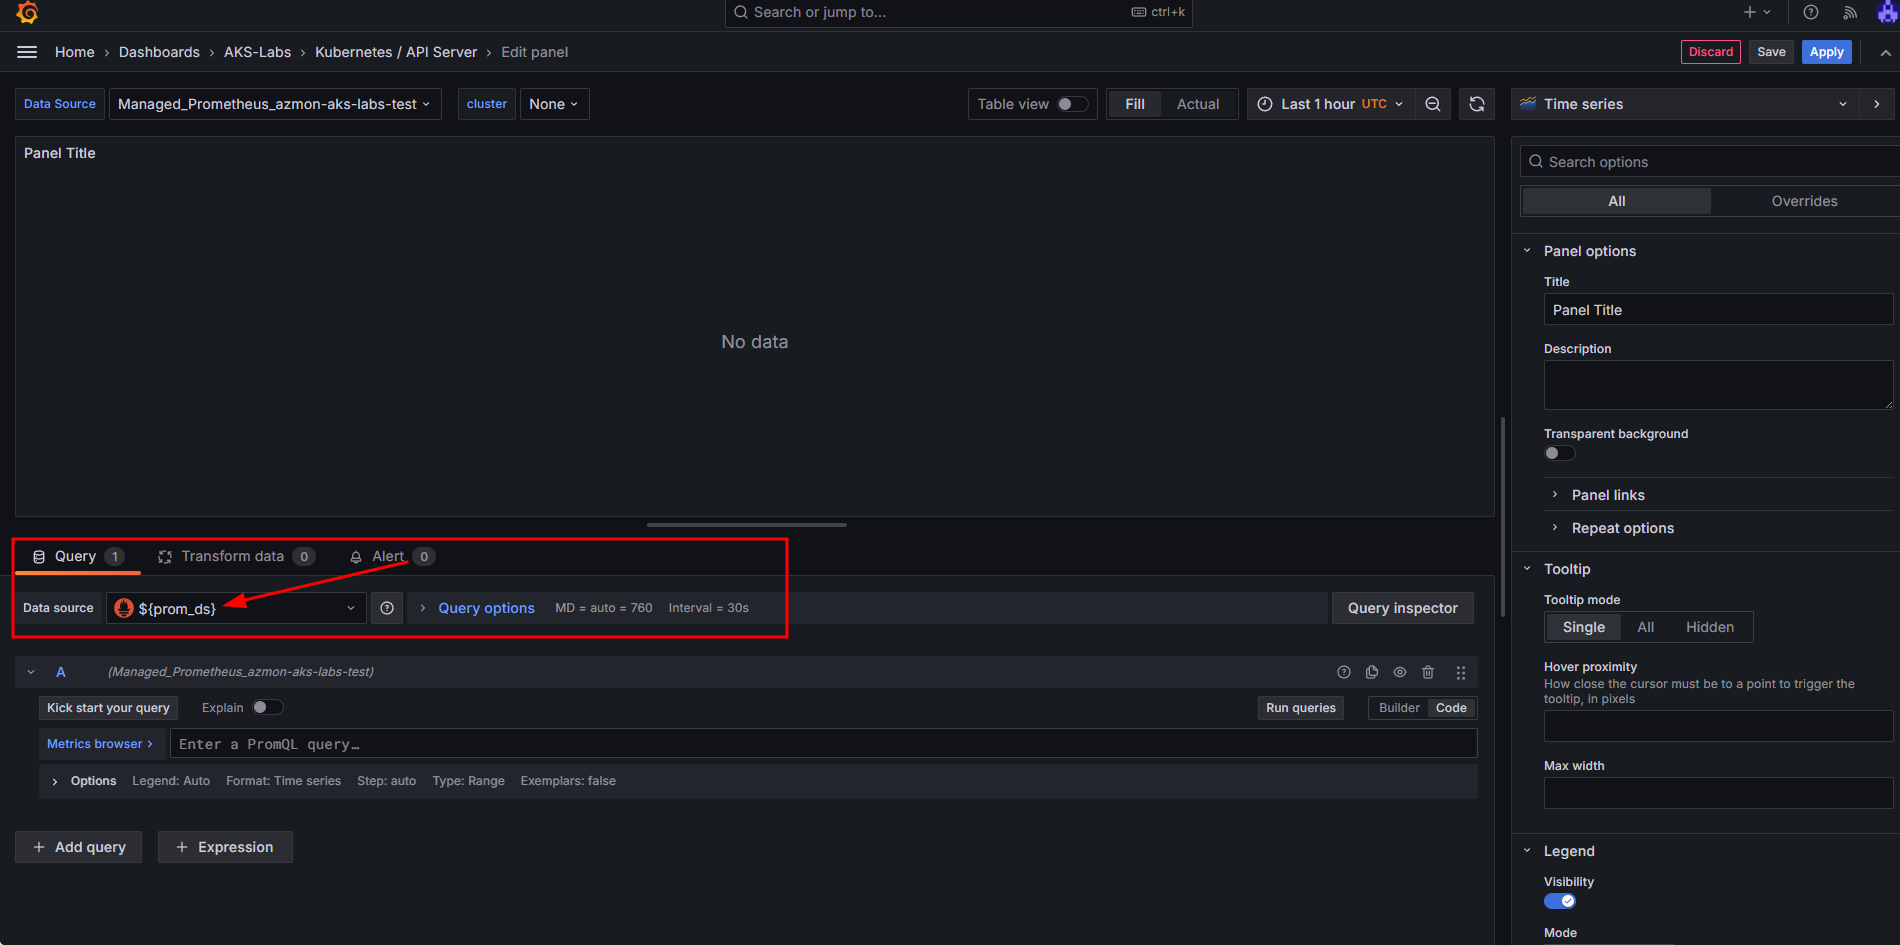 Search or jump to... ctrl+k
Home › Dashboards › AKS-Labs › Kubernetes / API Server › Edit panel Discard Save Apply
Data Source Managed_Prometheus_azmon-aks-labs-test cluster None Table view Fill Actual Last 1 hour UTC Time series
Panel Title
Search options
All Overrides
Panel options
Title
Panel Title
No data
Description
Transparent background
Panel links
Repeat options
Query 1 Transform data 0 Alert 0
Tooltip
Data source ${prom_ds} Query options MD = auto = 760 Interval = 30s Query inspector
Tooltip mode
Single All Hidden
Hover proximity
How close the cursor must be to a point to trigger the
tooltip, in pixels
A (Managed_Prometheus_azmon-aks-labs-test)
Kick start your query Explain Run queries Builder Code
Metrics browser › Enter a PromQL query…
Max width
Options Legend: Auto Format: Time series Step: auto Type: Range Exemplars: false
+ Add query + Expression
Legend
Visibility
Mode